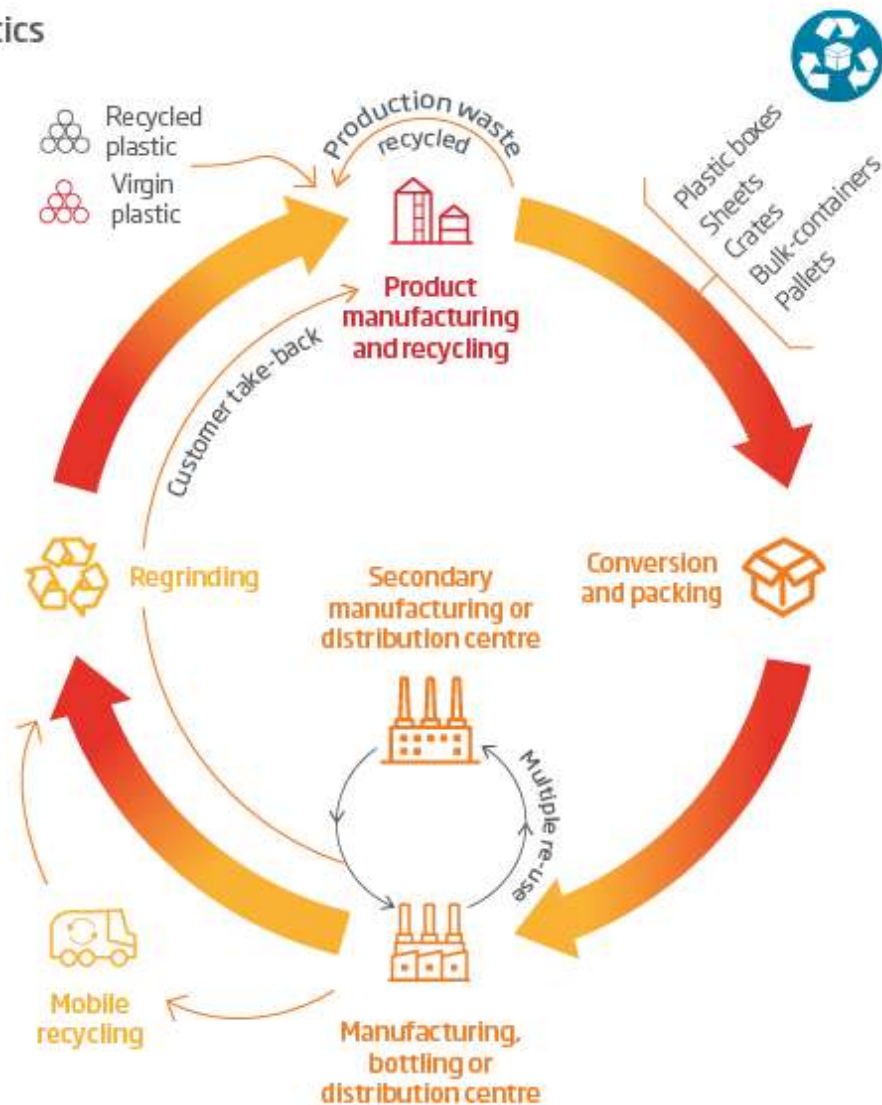 tics
Recycled
plastic
Virgin
plastic
Production waste
recycled
Plastic boxes
Sheets
Crates
Bulk-containers
Pallets
Product
manufacturing
and recycling
Customer take-back
Regrinding
Secondary
manufacturing or
distribution centre
Conversion
and packing
Multiple re-use
Mobile
recycling
Manufacturing,
bottling or
distribution centre